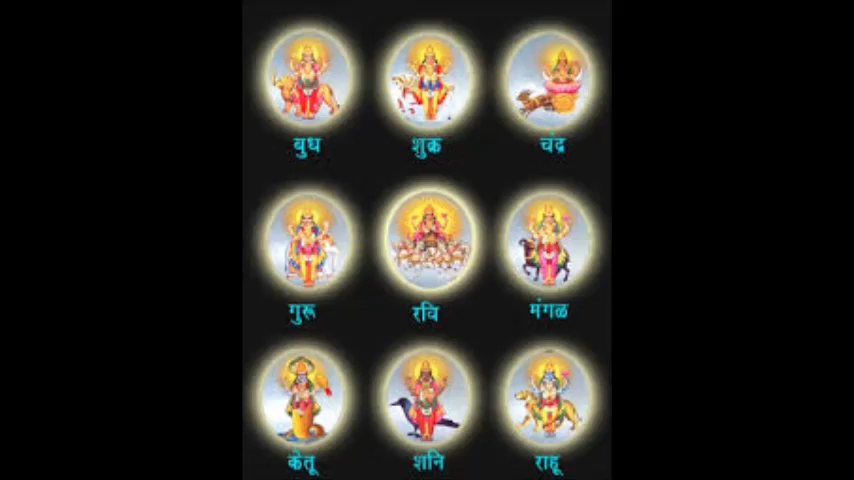 बुध शुक्र चंद्र
गुरू रवि मंगळ
केतू शनि राहू